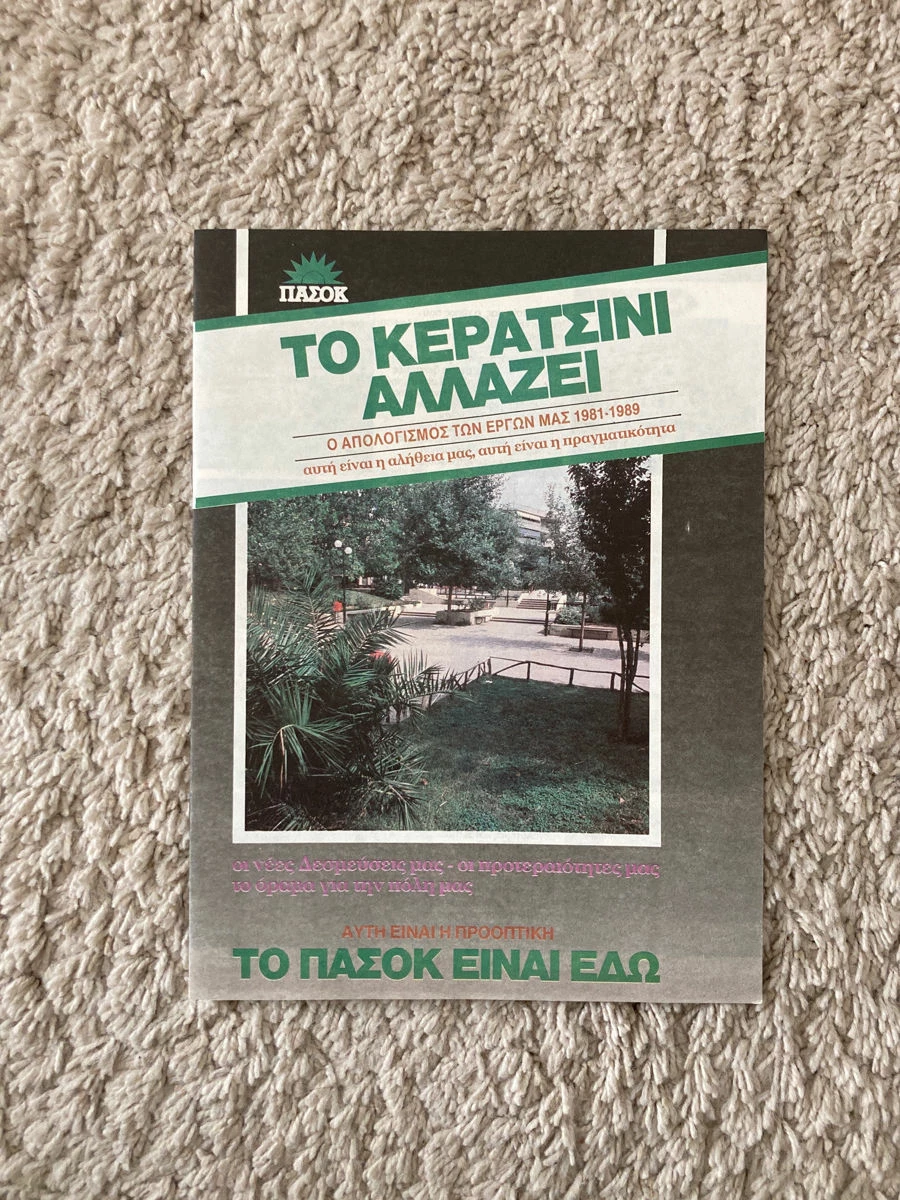 ΠΑΣΟΚ
ΤΟ ΚΕΡΑΤΣΙΝΙ
ΑΛΛΑΖΕΙ
Ο ΑΠΟΛΟΓΙΣΜΟΣ ΤΩΝ ΕΡΓΩΝ ΜΑΣ 1981-1989
αυτή είναι η αλήθεια μας, αυτή είναι η πραγματικότητα
οι νέες Δεσμεύσεις μας - οι προτεραιότητες μας
το όραμα για την πόλη μας
ΑΥΤΗ ΕΙΝΑΙ Η ΠΡΟΟΠΤΙΚΗ
ΤΟ ΠΑΣΟΚ ΕΙΝΑΙ ΕΔΩ